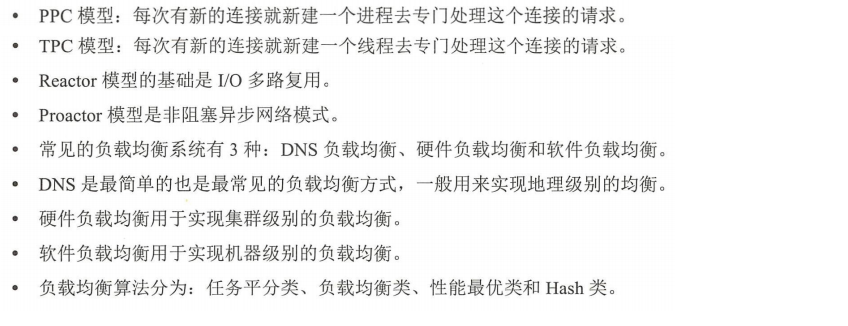 • PPC 模型：每次有新的连接就新建一个进程去专门处理这个连接的请求。
• TPC 模型：每次有新的连接就新建一个线程去专门处理这个连接的请求。
• Reactor 模型的基础是 I/O 多路复用。
• Proactor 模型是非阻塞异步网络模式。
• 常见的负载均衡系统有 3 种：DNS 负载均衡、硬件负载均衡和软件负载均衡。
• DNS 是最简单的也是最常见的负载均衡方式，一般用来实现地理级别的均衡。
• 硬件负载均衡用于实现集群级别的负载均衡。
• 软件负载均衡用于实现机器级别的负载均衡。
• 负载均衡算法分为：任务平分类、负载均衡类、性能最优类和 Hash 类。